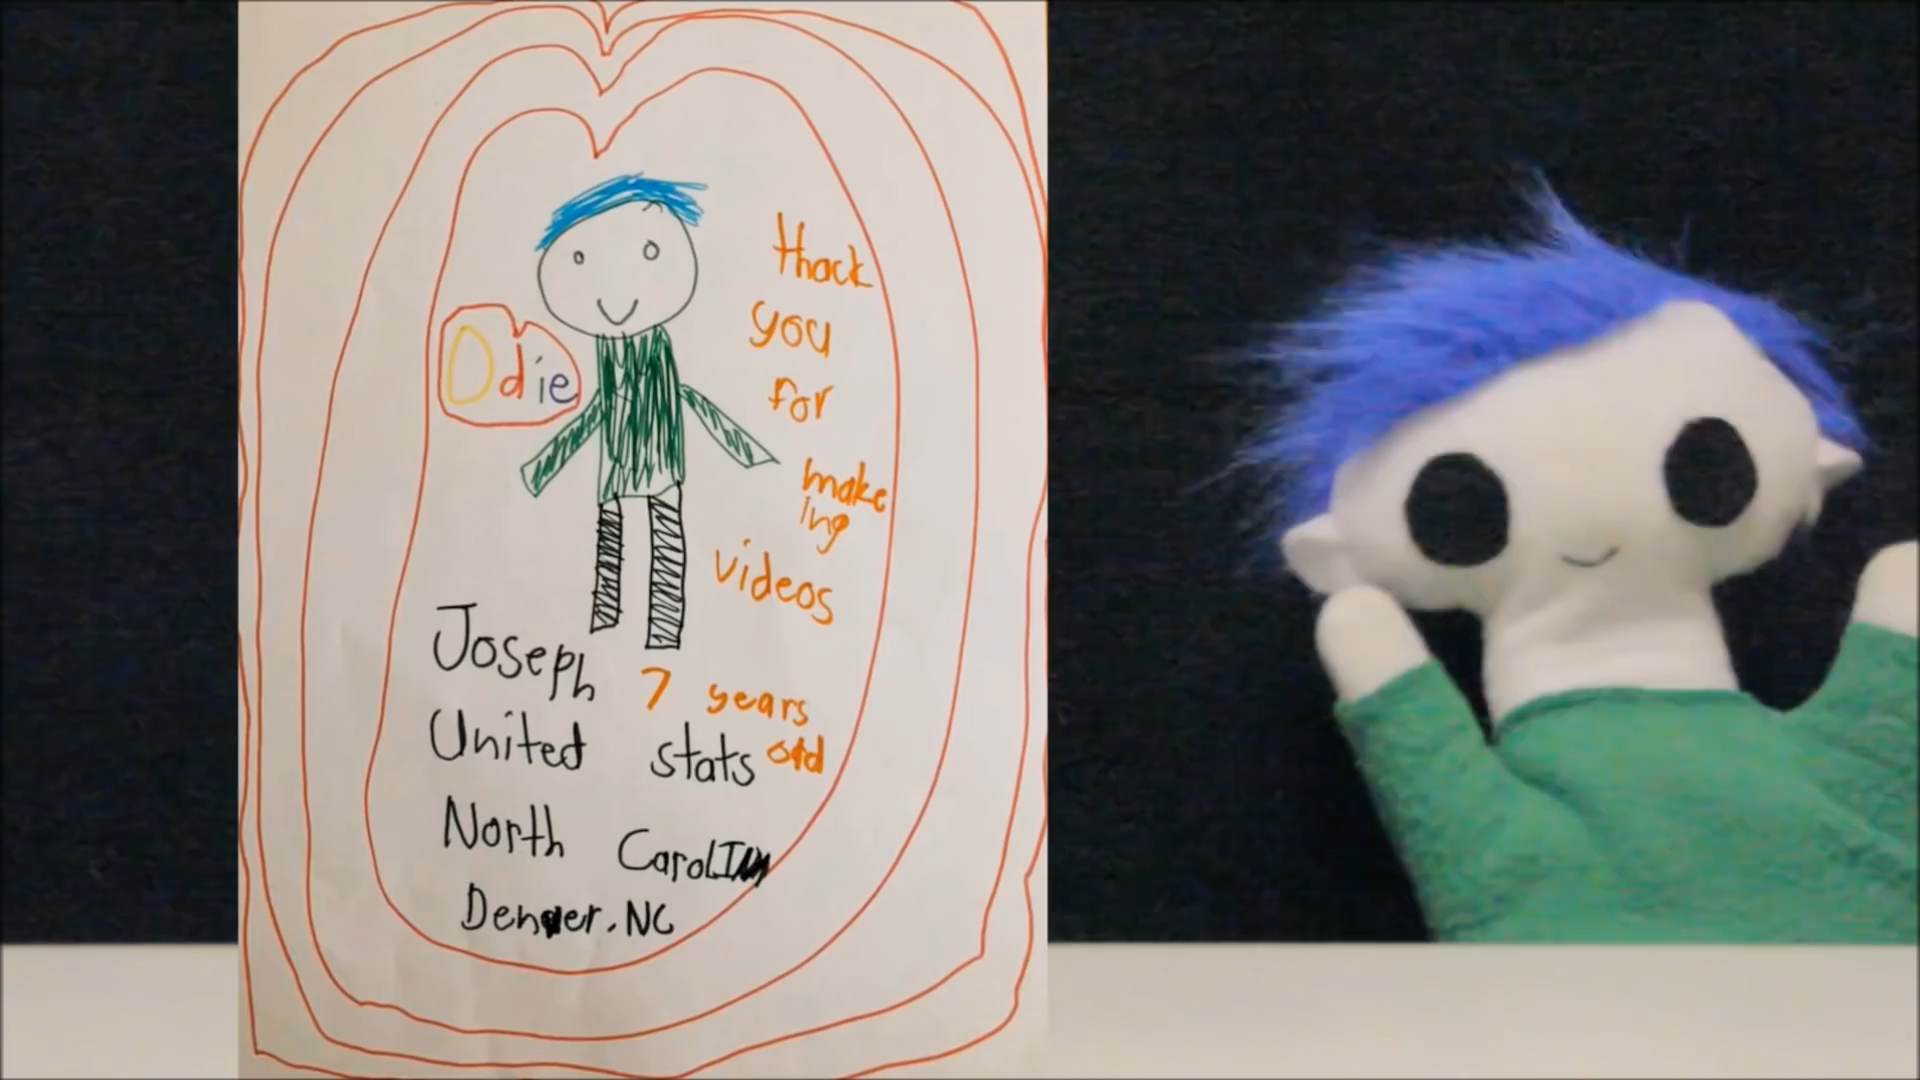 Odie
thack
you
for
make
ing
videos
Joseph 7 years old
United stats
North Carolin
Denver, NC